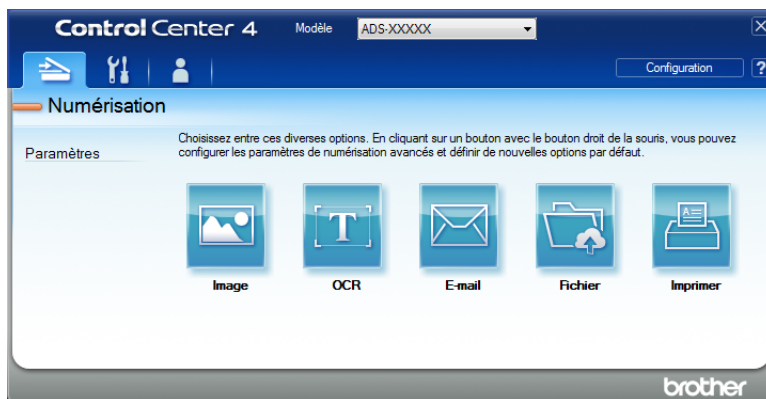 Control Center 4 Modèle ADS-XXXXX
Configuration ?
Numérisation
Paramètres
Choisissez entre ces diverses options. En cliquant sur un bouton avec le bouton droit de la souris, vous pouvez
configurer les paramètres de numérisation avancés et définir de nouvelles options par défaut.
T
A
Image OCR E-mail Fichier Imprimer
brother